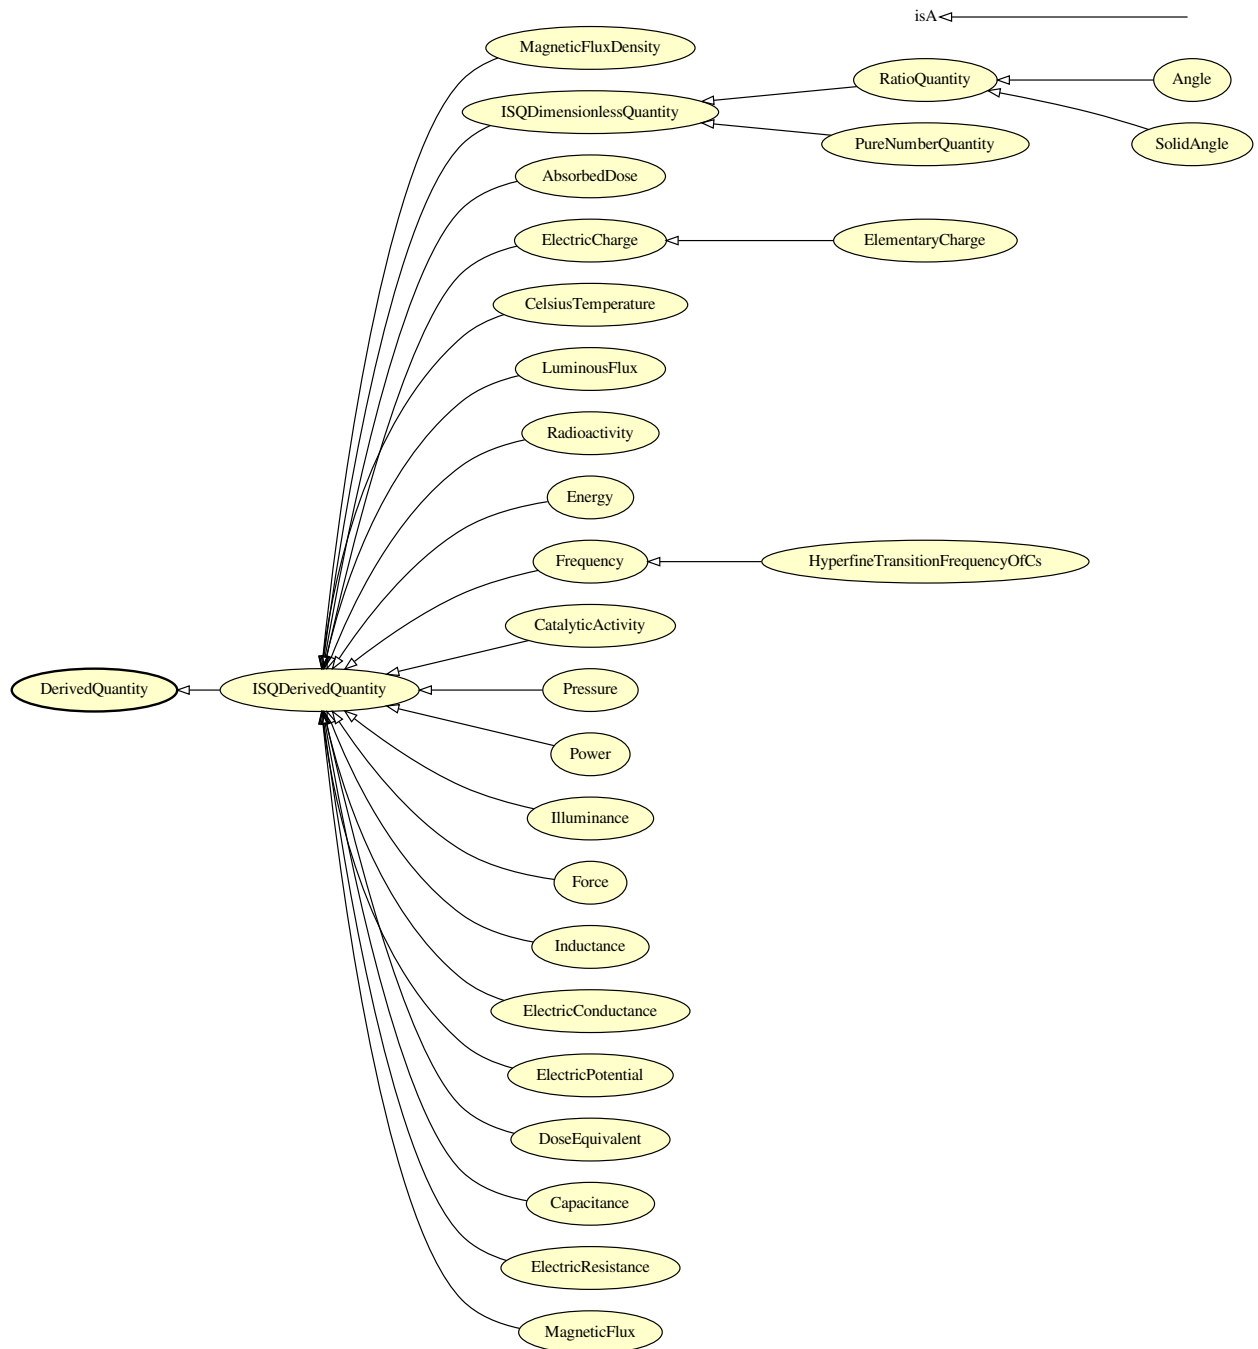 isA
MagneticFluxDensity
RatioQuantity
Angle
ISQDimensionlessQuantity
PureNumberQuantity
SolidAngle
AbsorbedDose
ElectricCharge
ElementaryCharge
CelsiusTemperature
LuminousFlux
Radioactivity
Energy
Frequency
HyperfineTransitionFrequencyOfCs
CatalyticActivity
DerivedQuantity
ISQDerivedQuantity
Pressure
Power
Illuminance
Force
Inductance
ElectricConductance
ElectricPotential
DoseEquivalent
Capacitance
ElectricResistance
MagneticFlux